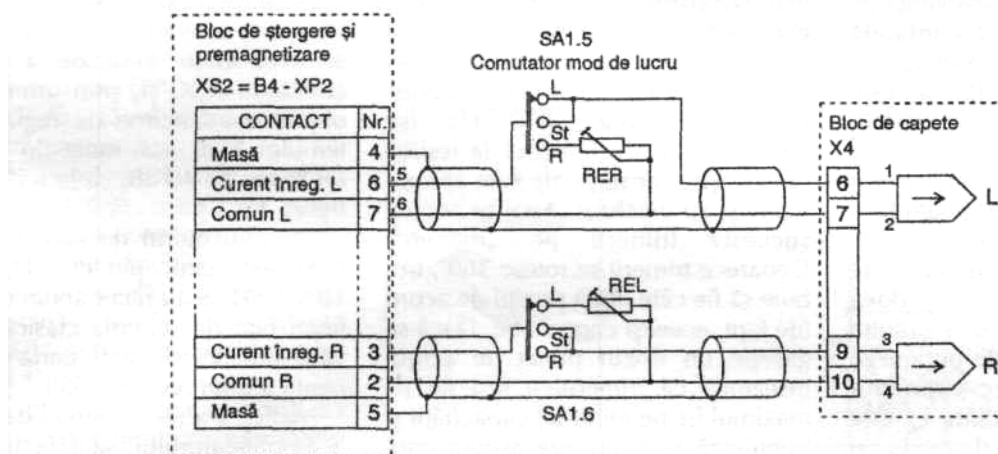 Bloc de ştergere şi
premagnetizare
XS2 = B4 - XP2
CONTACT Nr.
Masă 4
Curent înreg. L 6 5
Comun L 7 6
Curent înreg. R 3
Comun R 2
Masă 5
SA1.5
Comutator mod de lucru
L
St
R
RER
REL
L
St
R
SA1.6
Bloc de capete
X4
6 1
7 2
L
9 3
10 4
R